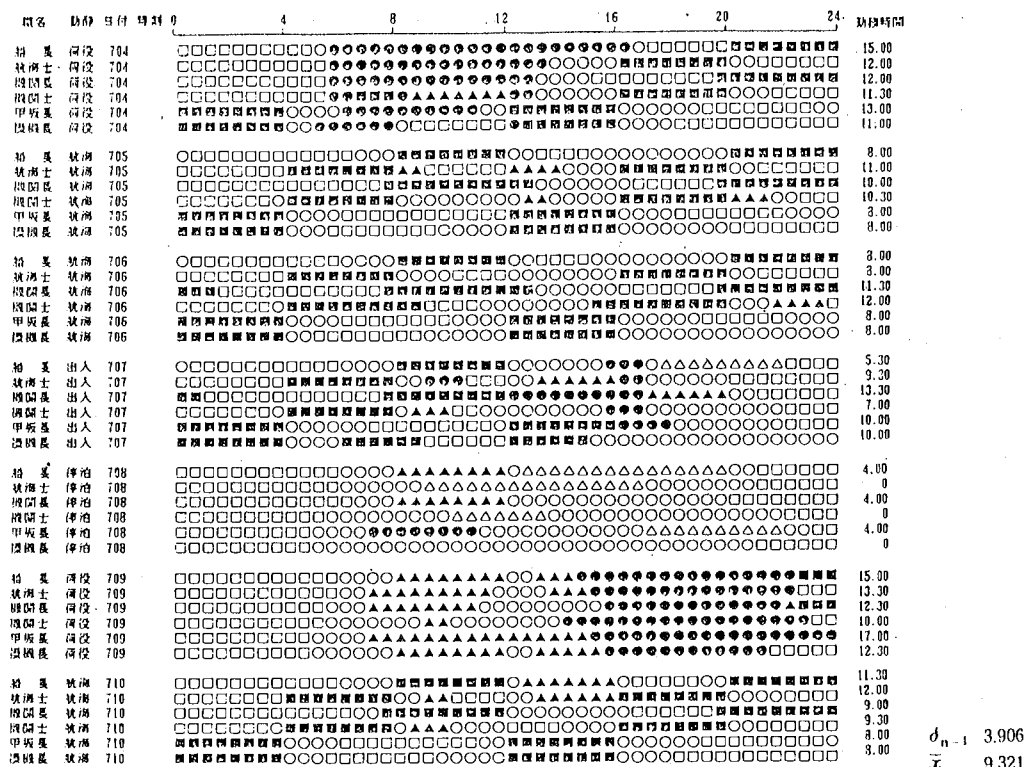 職名 動静 日付 時刻 0 4 8 12 16 20 24 勤務時間
船長 荷役 704 15.00
航海士 荷役 704 12.00
機関長 荷役 704 12.00
機関士 荷役 704 11.30
甲板長 荷役 704 13.00
操機長 荷役 704 11.00
船長 航海 705 8.00
航海士 航海 705 11.00
機関長 航海 705 10.00
機関士 航海 705 10.30
甲板長 航海 705 8.00
操機長 航海 705 8.00
船長 航海 706 8.00
航海士 航海 706 8.00
機関長 航海 706 11.30
機関士 航海 706 12.00
甲板長 航海 706 8.00
操機長 航海 706 8.00
船長 出入 707 5.30
航海士 出入 707 9.30
機関長 出入 707 13.30
機関士 出入 707 7.00
甲板長 出入 707 10.00
操機長 出入 707 10.00
船長 停泊 708 4.00
航海士 停泊 708 0
機関長 停泊 708 4.00
機関士 停泊 708 0
甲板長 停泊 708 4.00
操機長 停泊 708 0
船長 荷役 709 15.00
航海士 荷役 709 13.30
機関長 荷役 709 12.30
機関士 荷役 709 10.00
甲板長 荷役 709 17.00
操機長 荷役 709 12.30
船長 航海 710 11.30
航海士 航海 710 12.00
機関長 航海 710 9.00
機関士 航海 710 9.30
甲板長 航海 710 8.00
操機長 航海 710 8.00
σn-1 3.906
x̄ 9.321